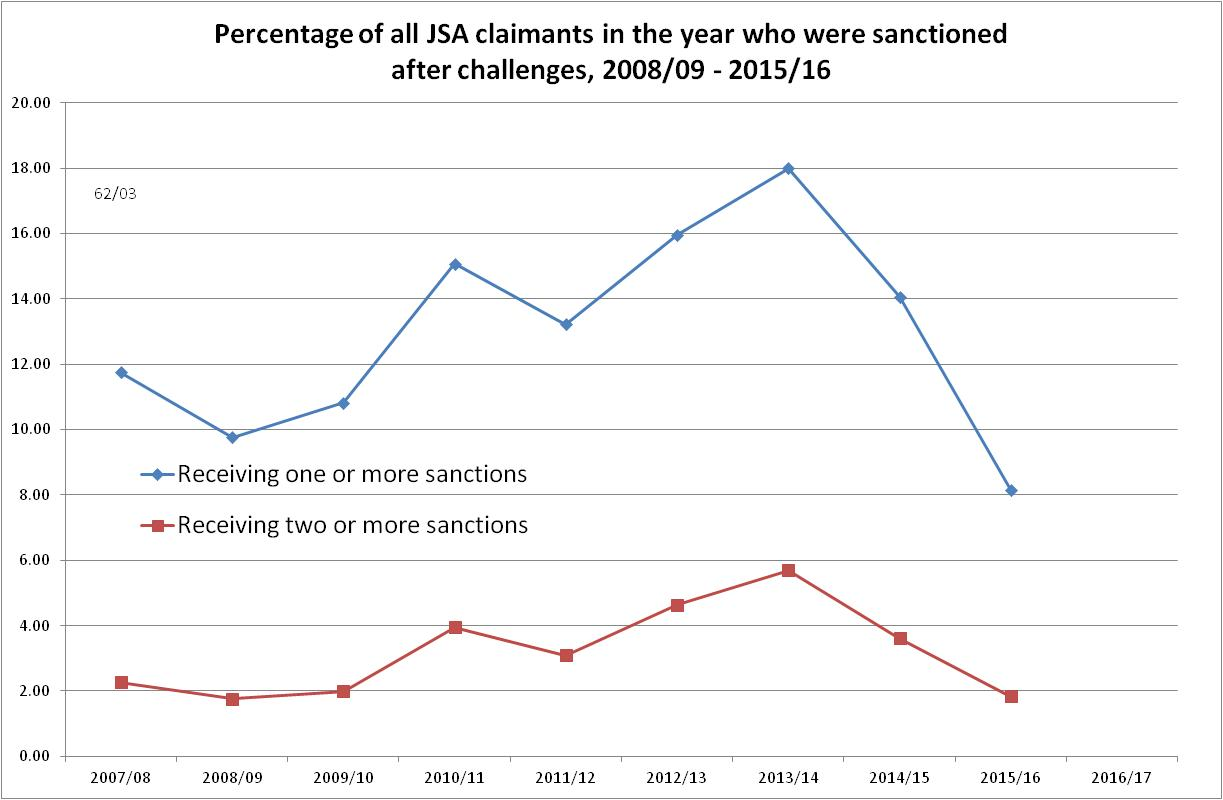 Percentage of all JSA claimants in the year who were sanctioned
after challenges, 2008/09 - 2015/16
20.00
18.00
62/03
16.00
14.00
12.00
10.00
Receiving one or more sanctions
8.00
Receiving two or more sanctions
6.00
4.00
2.00
0.00
2007/08 2008/09 2009/10 2010/11 2011/12 2012/13 2013/14 2014/15 2015/16 2016/17